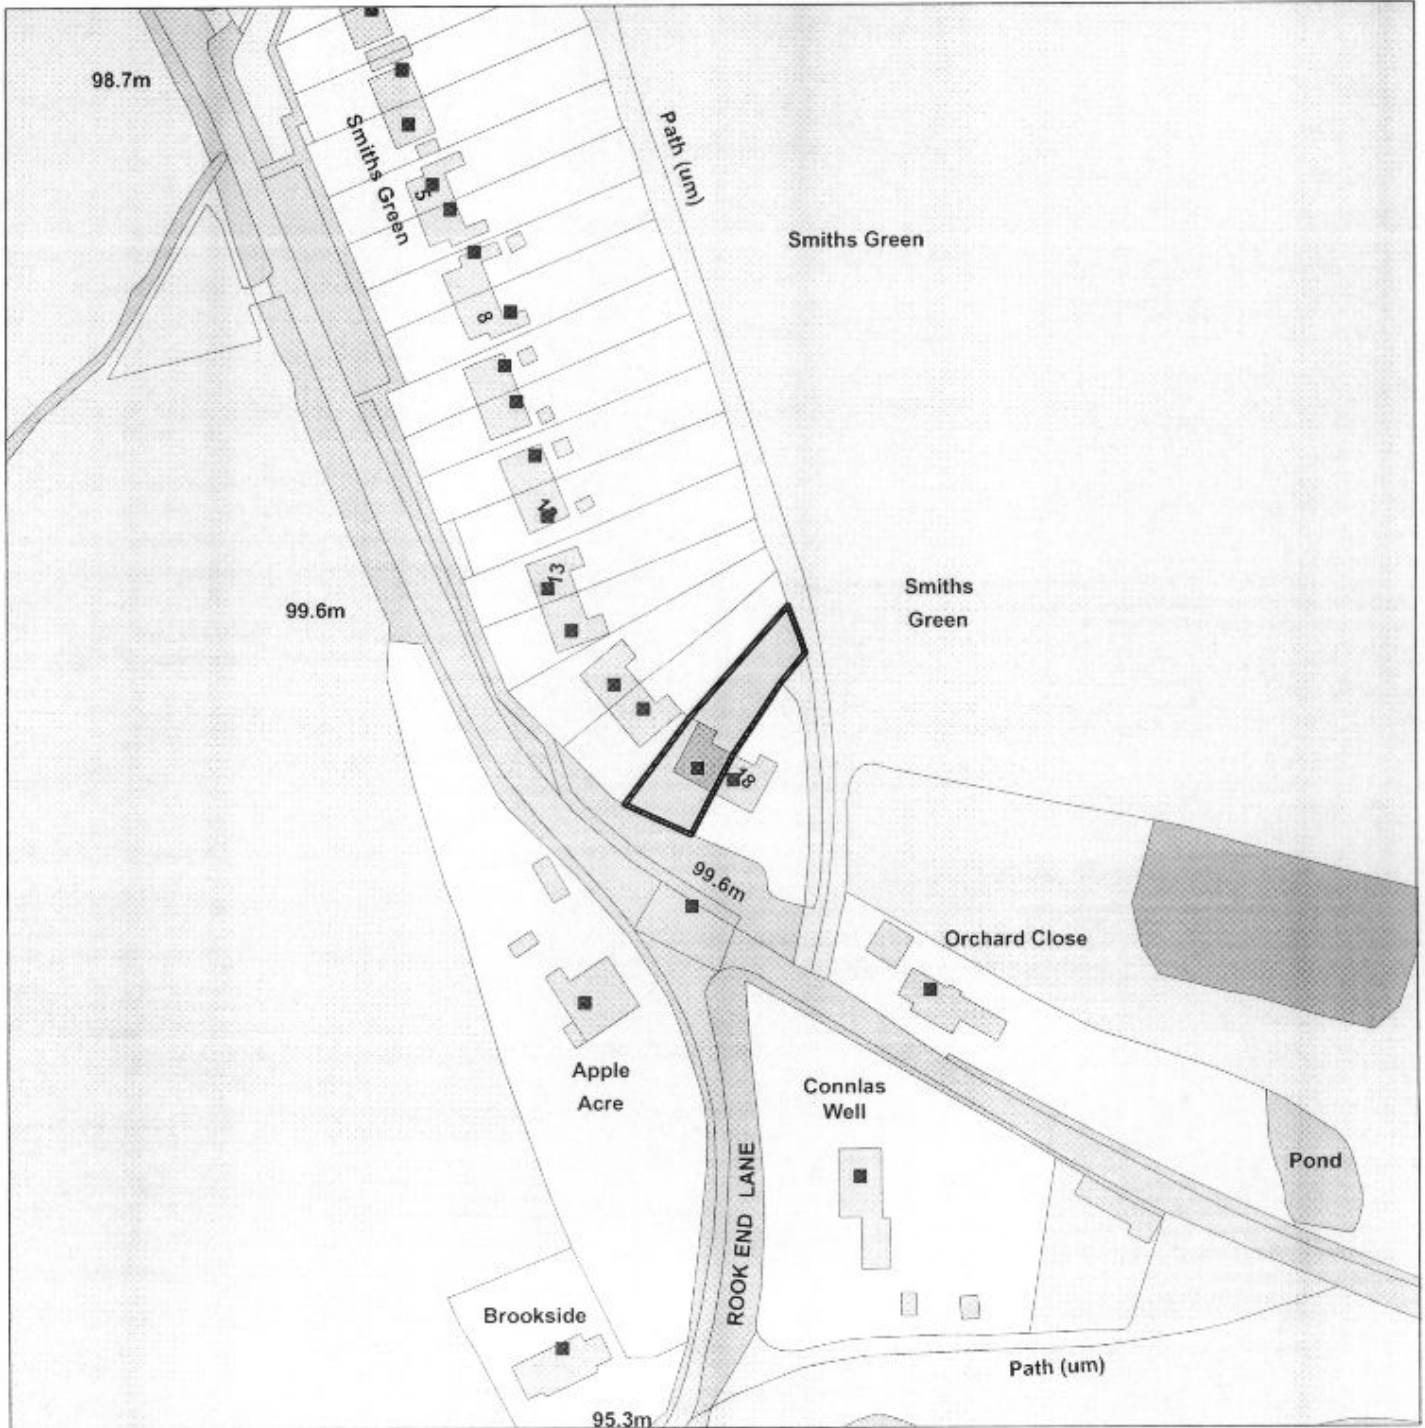 98.7m
Smiths Green
Path (um)
5
Smiths Green
8
13
99.6m
Smiths
Green
18
99.6m
Orchard Close
Apple
Acre
Connlas
Well
ROOK END LANE
Pond
Brookside
Path (um)
95.3m